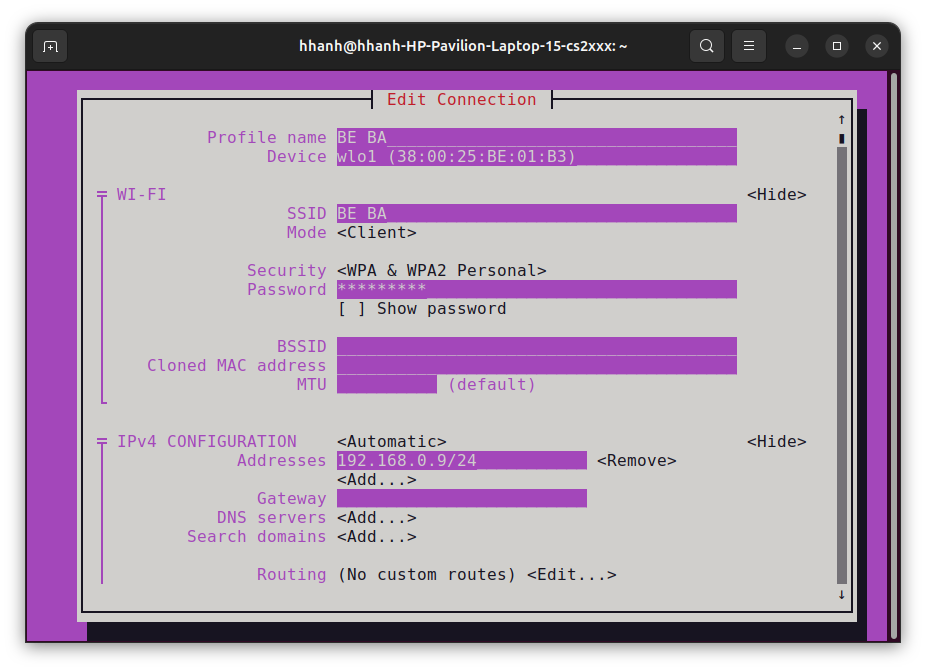 hhanh@hhanh-HP-Pavilion-Laptop-15-cs2xxx: ~
Edit Connection
Profile name BE BA
Device wlo1 (38:00:25:BE:01:B3)
WI-FI <Hide>
SSID BE BA
Mode <Client>
Security <WPA & WPA2 Personal>
Password *********
[ ] Show password
BSSID
Cloned MAC address
MTU (default)
IPv4 CONFIGURATION <Automatic> <Hide>
Addresses 192.168.0.9/24 <Remove>
<Add...>
Gateway
DNS servers <Add...>
Search domains <Add...>
Routing (No custom routes) <Edit...>